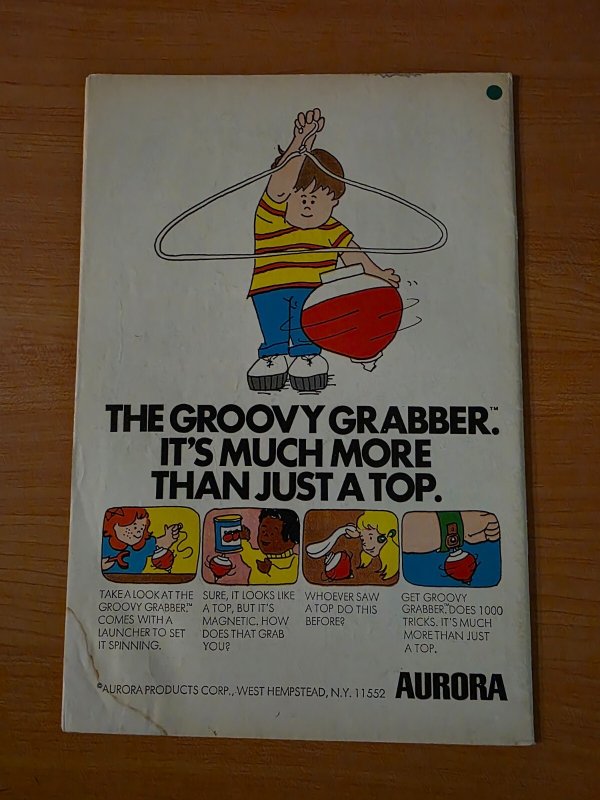 THE GROOVY GRABBER.™
IT'S MUCH MORE
THAN JUST A TOP.
TAKE A LOOK AT THE
GROOVY GRABBER.™
COMES WITH A
LAUNCHER TO SET
IT SPINNING.
SURE, IT LOOKS LIKE
A TOP, BUT IT'S
MAGNETIC. HOW
DOES THAT GRAB
YOU?
WHOEVER SAW
A TOP DO THIS
BEFORE?
GET GROOVY
GRABBER.™ DOES 1000
TRICKS. IT'S MUCH
MORE THAN JUST
A TOP.
©AURORA PRODUCTS CORP., WEST HEMPSTEAD, N.Y. 11552
AURORA